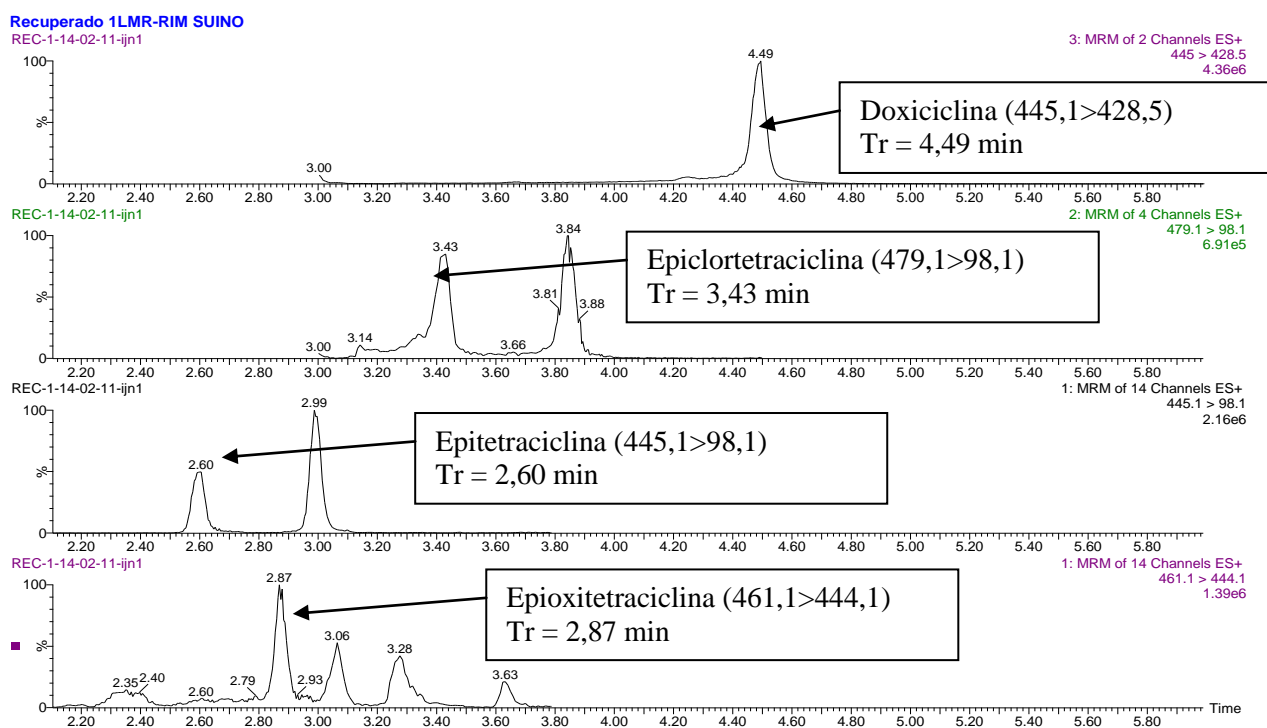 Recuperado 1LMR-RIM SUINO
REC-1-14-02-11-ijn1
3: MRM of 2 Channels ES+
445 > 428.5
4.36e6
100
%
0
3.00
4.49
Doxiciclina (445,1>428,5)
Tr = 4,49 min
2.20 2.40 2.60 2.80 3.00 3.20 3.40 3.60 3.80 4.00 4.20 4.40 4.60 4.80 5.00 5.20 5.40 5.60 5.80
REC-1-14-02-11-ijn1
2: MRM of 4 Channels ES+
479.1 > 98.1
6.91e5
100
%
0
3.00
3.14
3.43
3.66
3.81
3.84
3.88
Epiclortetraciclina (479,1>98,1)
Tr = 3,43 min
2.20 2.40 2.60 2.80 3.00 3.20 3.40 3.60 3.80 4.00 4.20 4.40 4.60 4.80 5.00 5.20 5.40 5.60 5.80
REC-1-14-02-11-ijn1
1: MRM of 14 Channels ES+
445.1 > 98.1
2.16e6
100
%
0
2.60
2.99
Epitetraciclina (445,1>98,1)
Tr = 2,60 min
2.20 2.40 2.60 2.80 3.00 3.20 3.40 3.60 3.80 4.00 4.20 4.40 4.60 4.80 5.00 5.20 5.40 5.60 5.80
REC-1-14-02-11-ijn1
1: MRM of 14 Channels ES+
461.1 > 444.1
1.39e6
100
%
0
2.35
2.40
2.60
2.79
2.87
2.93
3.06
3.28
3.63
Epioxitetraciclina (461,1>444,1)
Tr = 2,87 min
Time
2.20 2.40 2.60 2.80 3.00 3.20 3.40 3.60 3.80 4.00 4.20 4.40 4.60 4.80 5.00 5.20 5.40 5.60 5.80